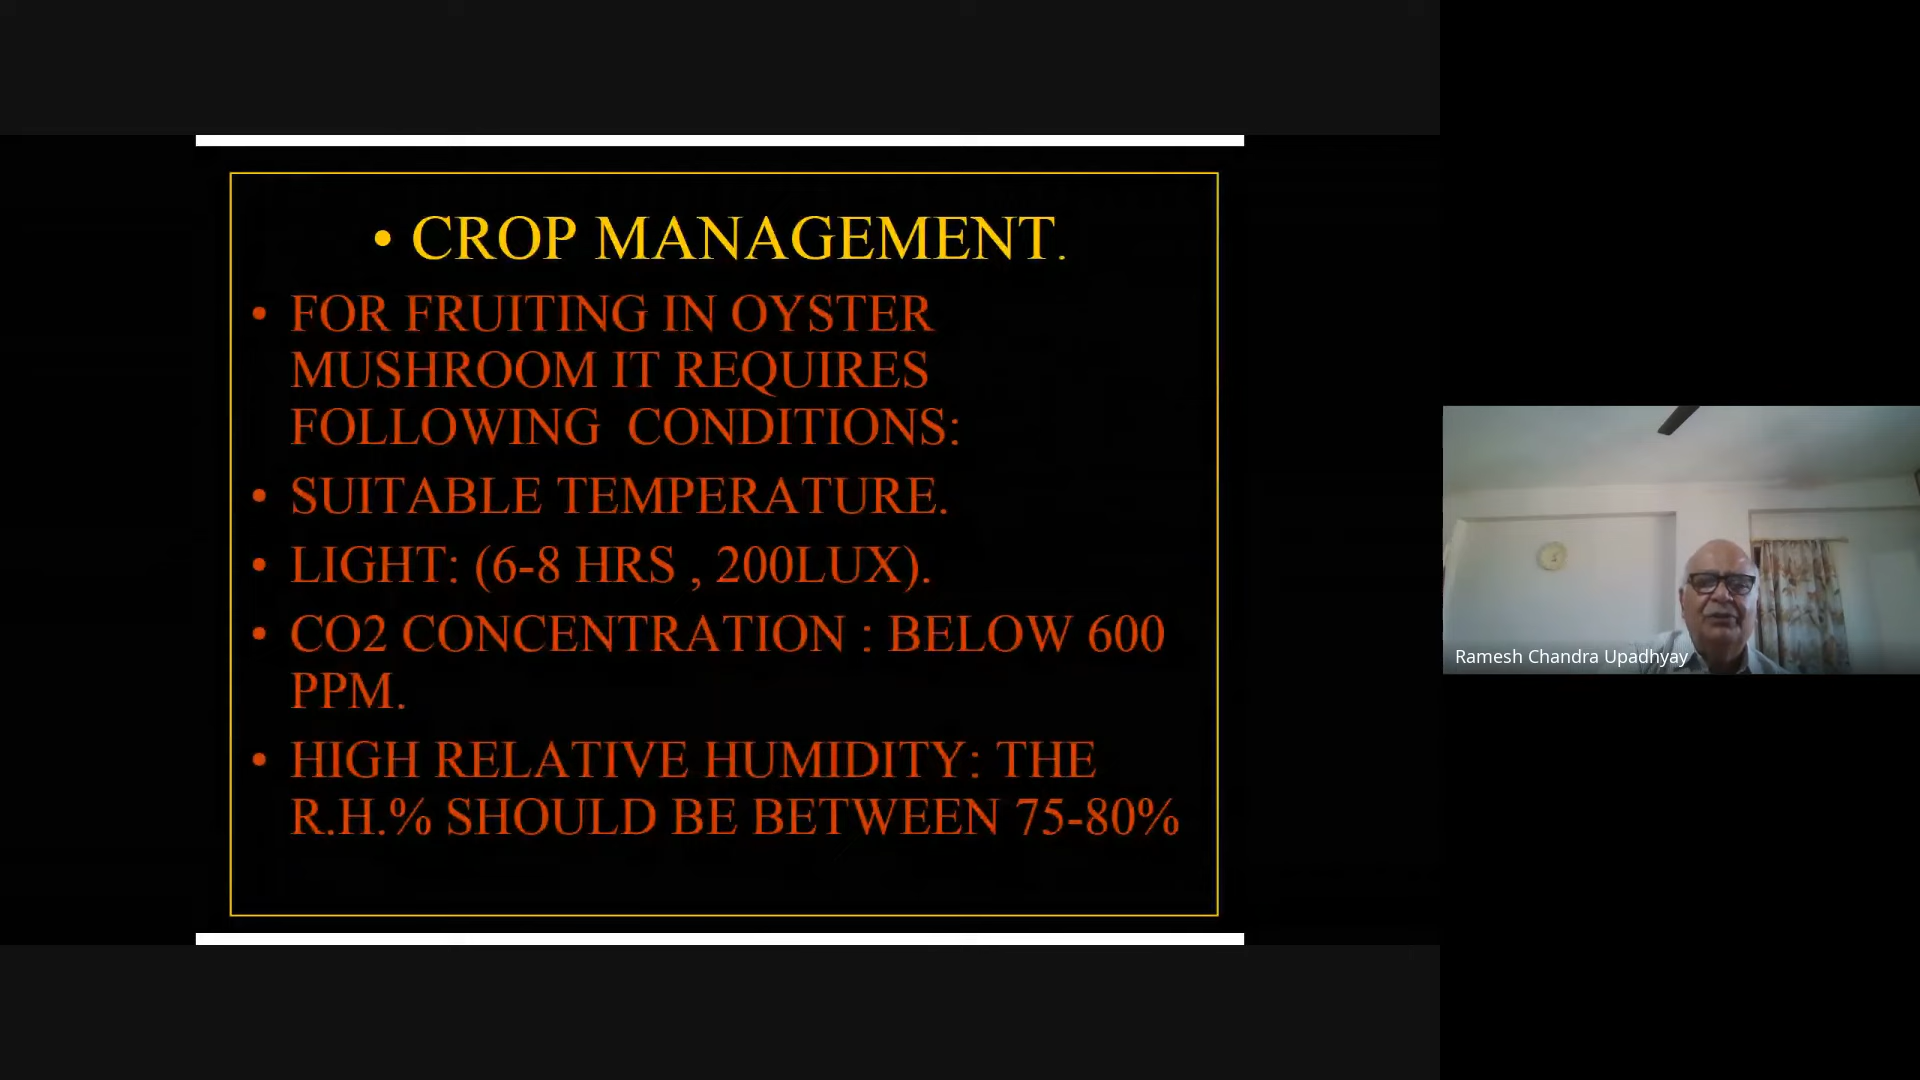 • CROP MANAGEMENT.
• FOR FRUITING IN OYSTER
MUSHROOM IT REQUIRES
FOLLOWING CONDITIONS:
• SUITABLE TEMPERATURE.
• LIGHT: (6-8 HRS , 200LUX).
• CO2 CONCENTRATION : BELOW 600
PPM.
• HIGH RELATIVE HUMIDITY: THE
R.H.% SHOULD BE BETWEEN 75-80%
Ramesh Chandra Upadhyay